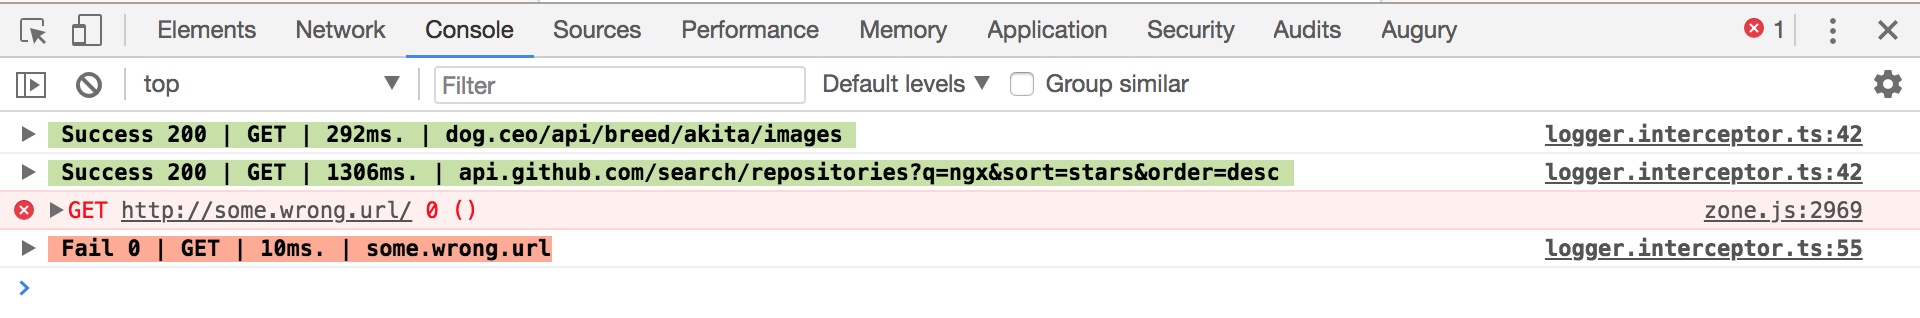 Elements Network Console Sources Performance Memory Application Security Audits Augury 1
top Filter Default levels Group similar
Success 200 | GET | 292ms. | dog.ceo/api/breed/akita/images logger.interceptor.ts:42
Success 200 | GET | 1306ms. | api.github.com/search/repositories?q=ngx&sort=stars&order=desc logger.interceptor.ts:42
GET http://some.wrong.url/ 0 () zone.js:2969
Fail 0 | GET | 10ms. | some.wrong.url logger.interceptor.ts:55